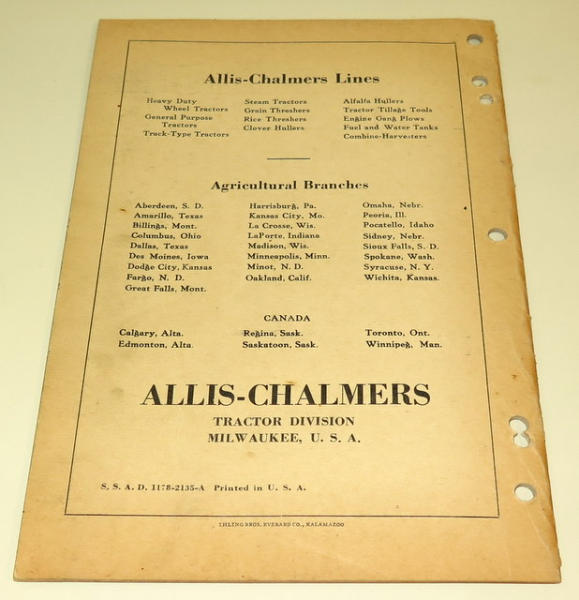 Allis-Chalmers Lines
Heavy Duty
Wheel Tractors
General Purpose
Tractors
Track-Type Tractors
Steam Tractors
Grain Threshers
Rice Threshers
Clover Hullers
Alfalfa Hullers
Tractor Tillage Tools
Engine Gang Plows
Fuel and Water Tanks
Combine-Harvesters
Agricultural Branches
Aberdeen, S. D.
Amarillo, Texas
Billings, Mont.
Columbus, Ohio
Dallas, Texas
Des Moines, Iowa
Dodge City, Kansas
Fargo, N. D.
Great Falls, Mont.
Harrisburg, Pa.
Kansas City, Mo.
La Crosse, Wis.
LaPorte, Indiana
Madison, Wis.
Minneapolis, Minn.
Minot, N. D.
Oakland, Calif.
Omaha, Nebr.
Peoria, Ill.
Pocatello, Idaho
Sidney, Nebr.
Sioux Falls, S. D.
Spokane, Wash.
Syracuse, N. Y.
Wichita, Kansas.
CANADA
Calgary, Alta.
Edmonton, Alta.
Regina, Sask.
Saskatoon, Sask.
Toronto, Ont.
Winnipeg, Man.
ALLIS-CHALMERS
TRACTOR DIVISION
MILWAUKEE, U. S. A.
S. S. A. D. 1178-2135-A Printed in U. S. A.
IHLING BROS. EVERARD CO., KALAMAZOO